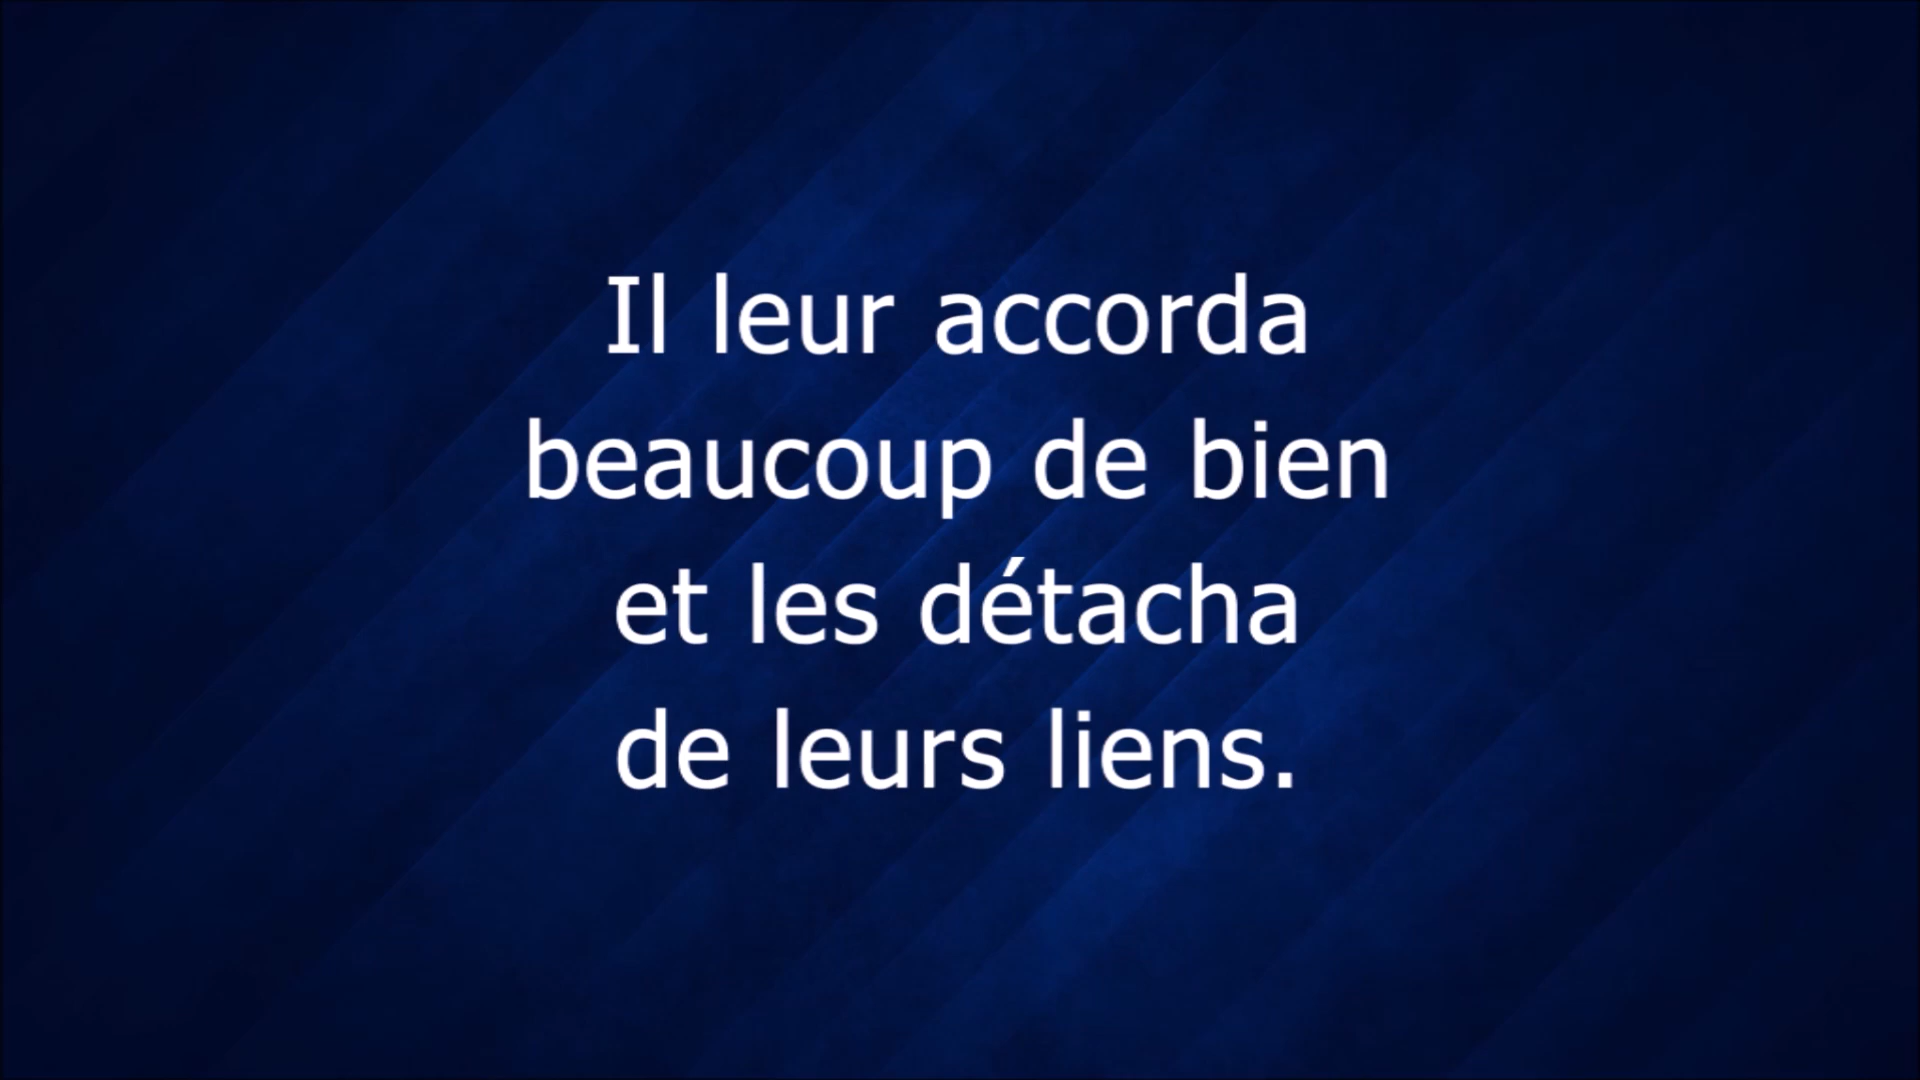 Il leur accorda
beaucoup de bien
et les détacha
de leurs liens.